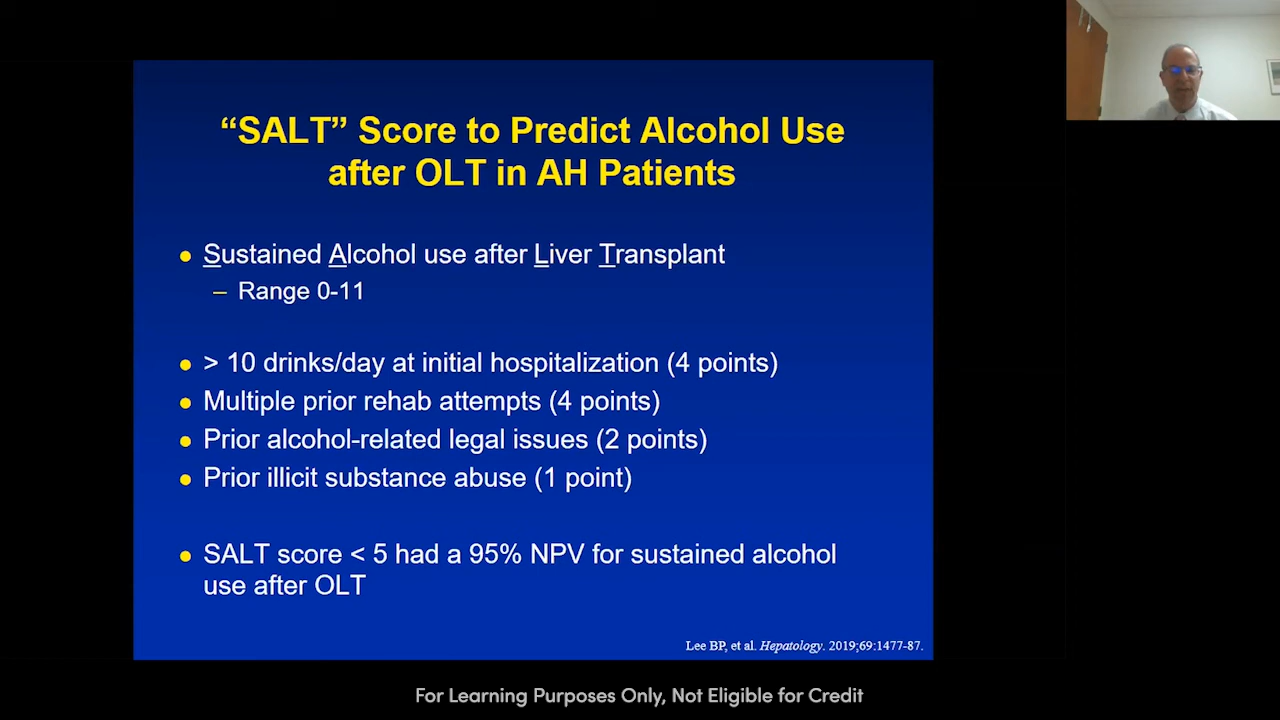 “SALT” Score to Predict Alcohol Use
after OLT in AH Patients
• Sustained Alcohol use after Liver Transplant
– Range 0-11
• > 10 drinks/day at initial hospitalization (4 points)
• Multiple prior rehab attempts (4 points)
• Prior alcohol-related legal issues (2 points)
• Prior illicit substance abuse (1 point)
• SALT score < 5 had a 95% NPV for sustained alcohol
use after OLT
Lee BP, et al. Hepatology. 2019;69:1477-87.
For Learning Purposes Only, Not Eligible for Credit